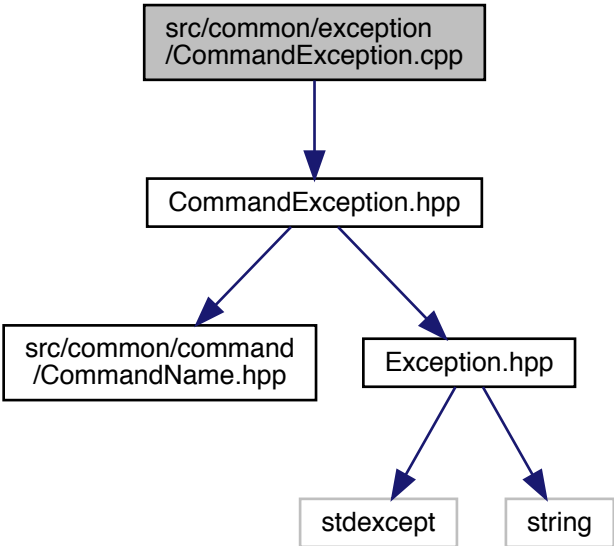 src/common/exception
/CommandException.cpp
CommandException.hpp
src/common/command
/CommandName.hpp
Exception.hpp
stdexcept
string